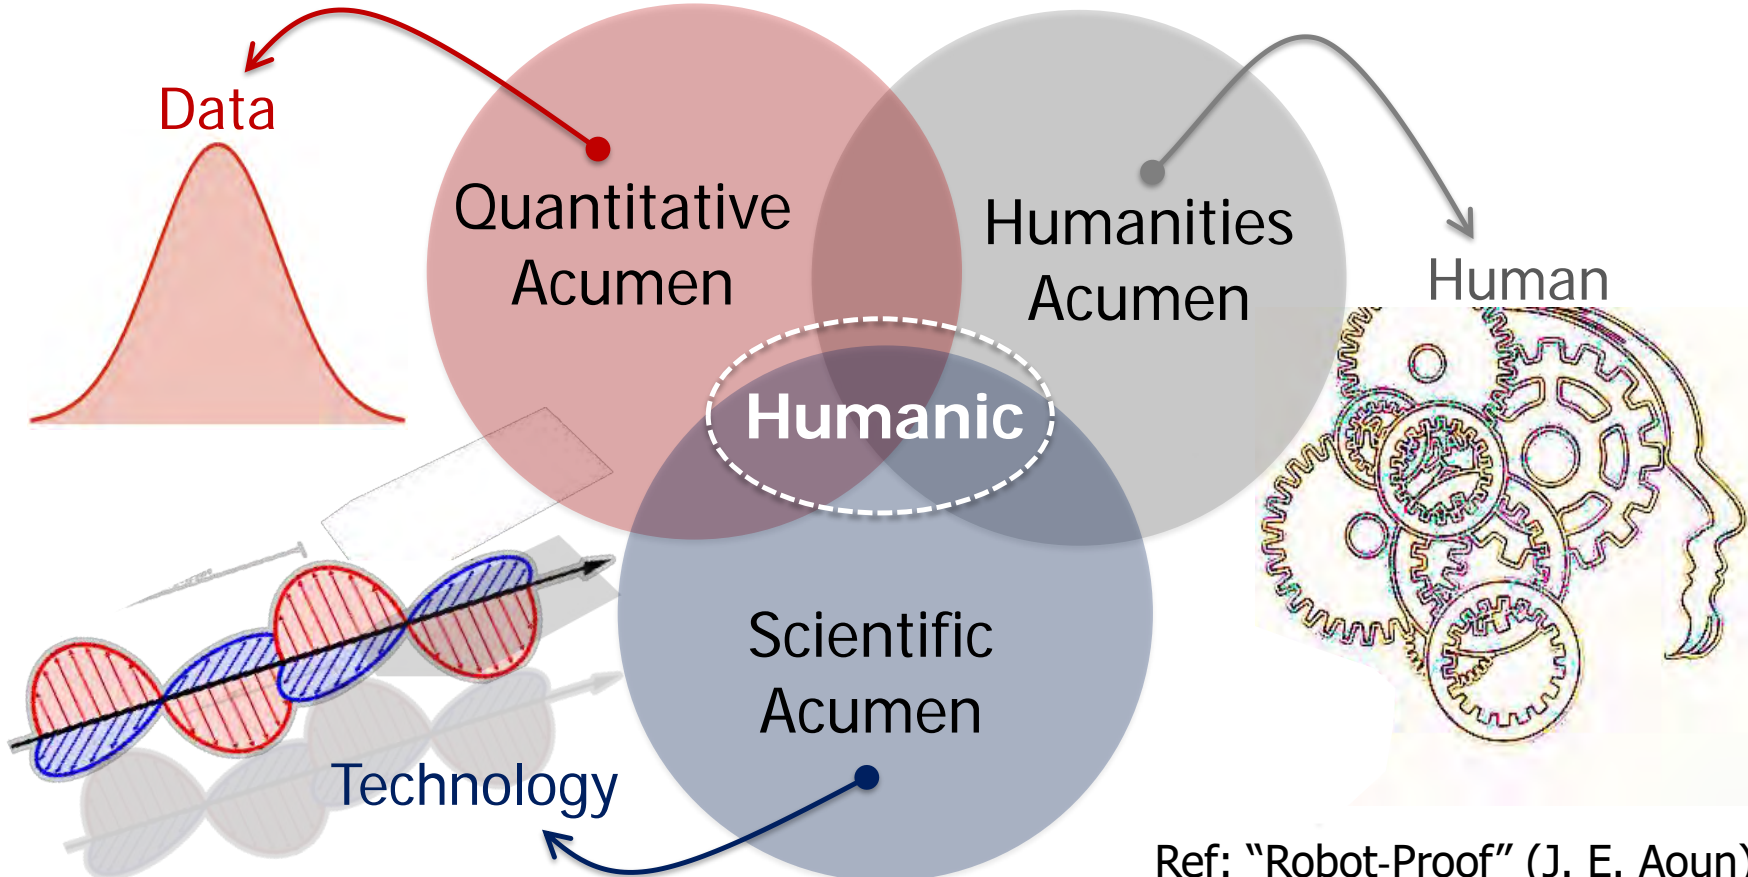 Data
Quantitative
Acumen
Humanities
Acumen
Human
Humanic
Scientific
Acumen
Technology
Ref: “Robot-Proof” (J. E. Aoun)